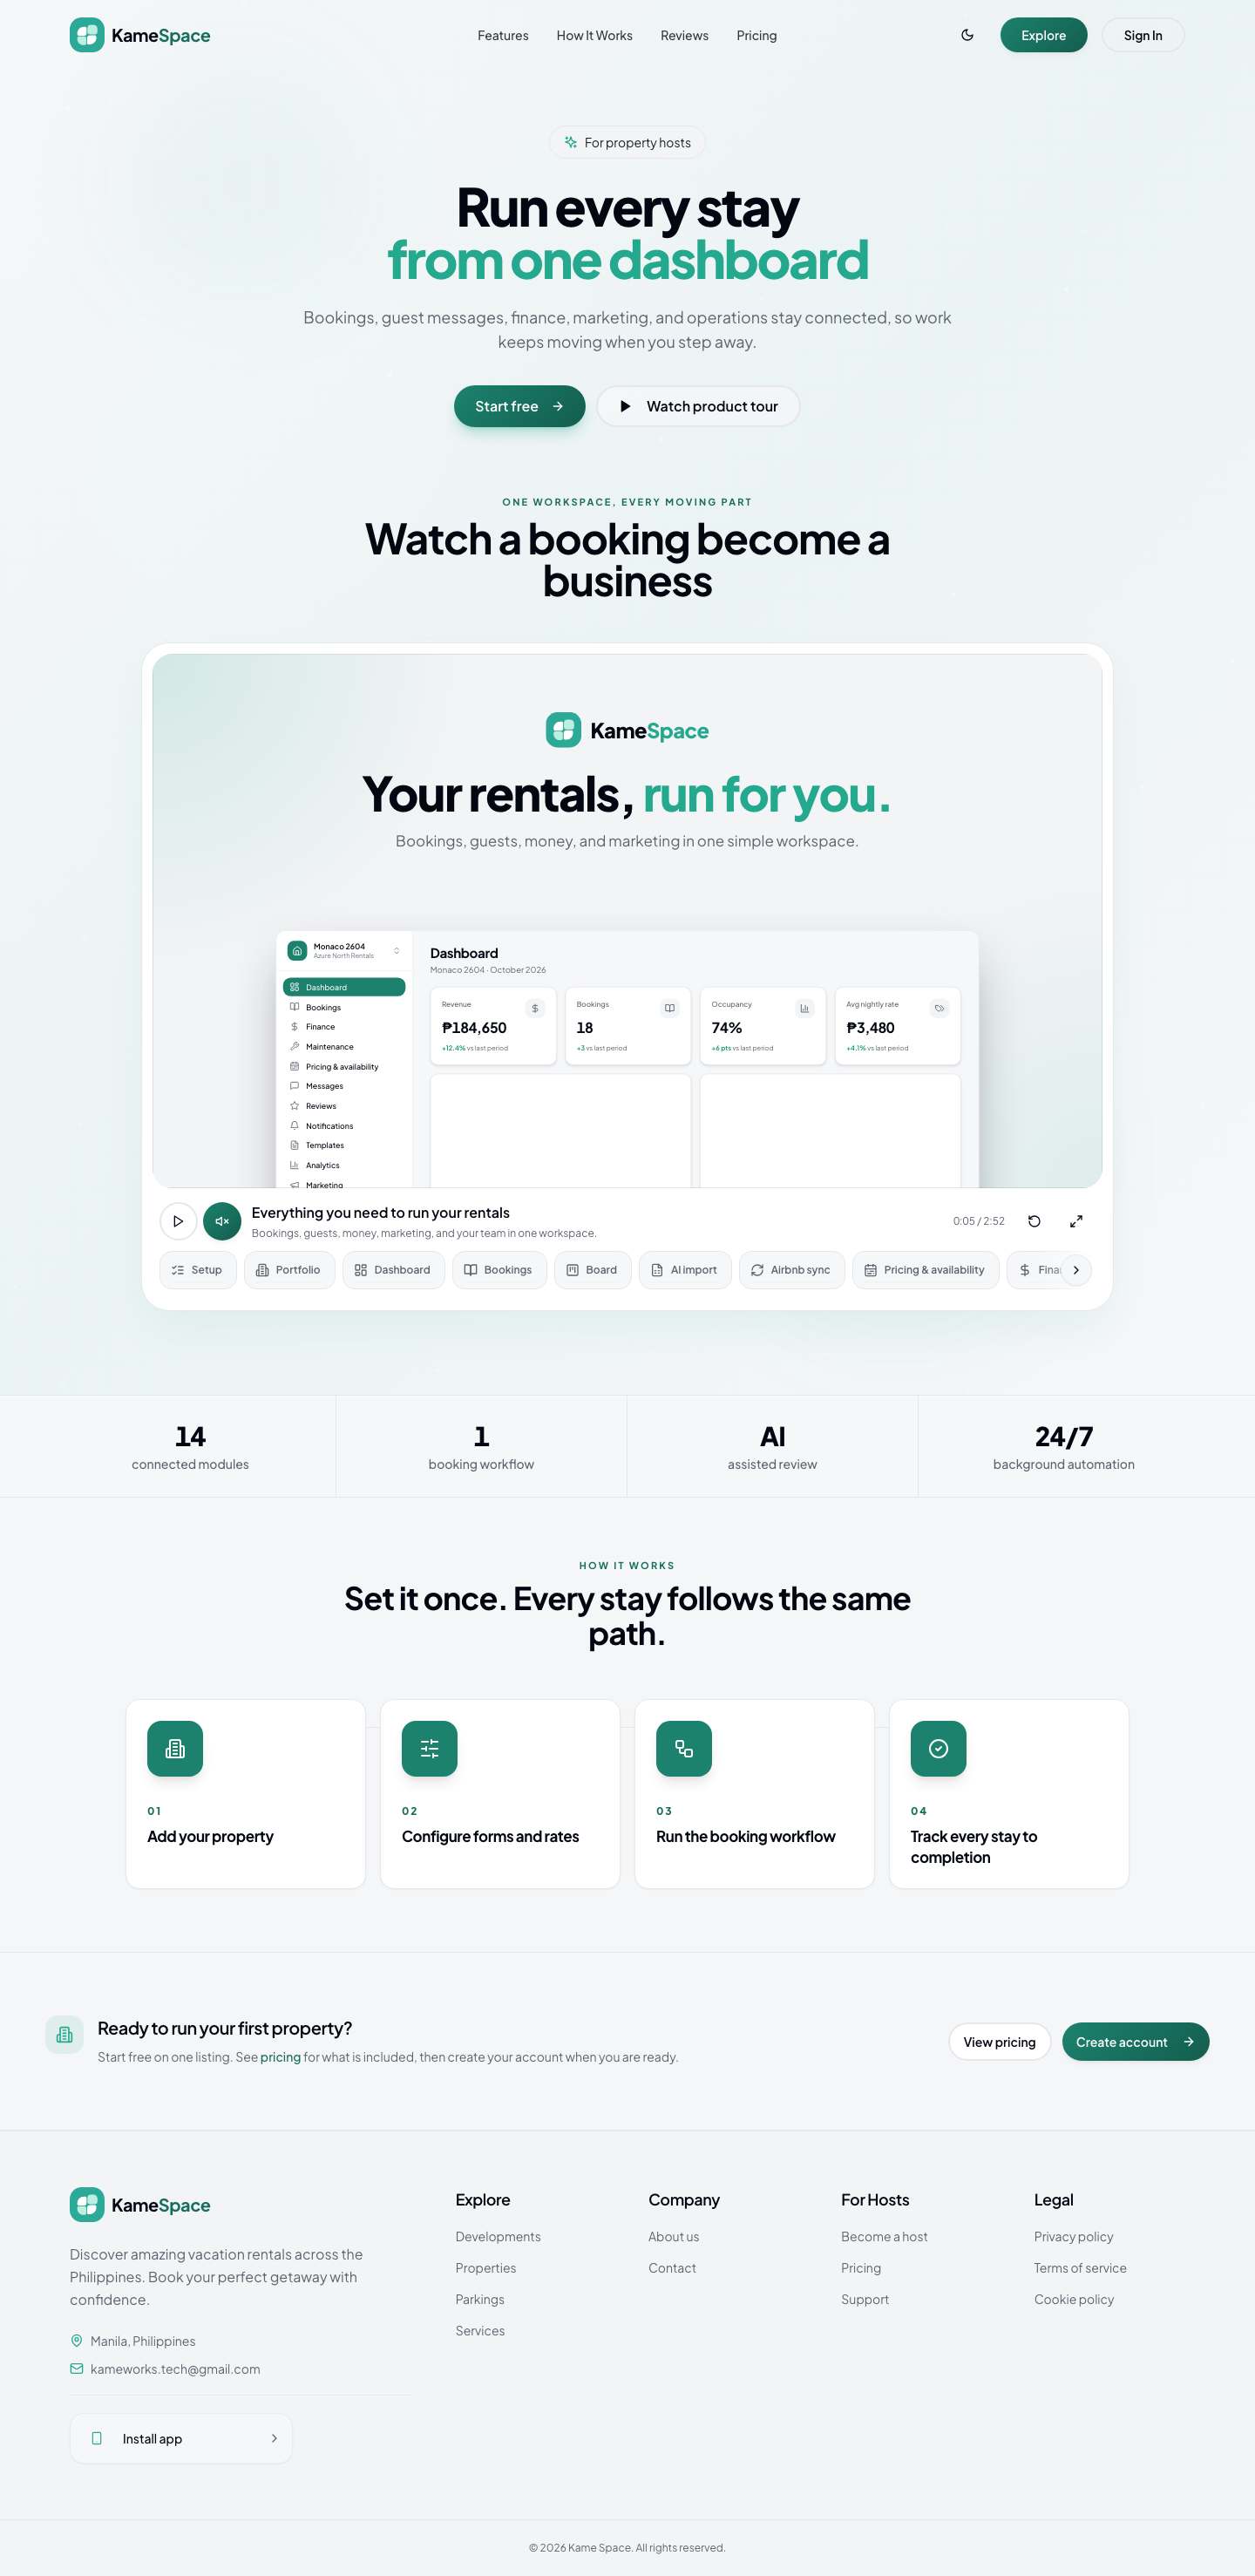 KameSpace
Features
How It Works
Reviews
Pricing
Explore
Sign In
For property hosts
Run every stay
from one dashboard
Bookings, guest messages, finance, marketing, and operations stay connected, so work
keeps moving when you step away.
Start free
Watch product tour
ONE WORKSPACE, EVERY MOVING PART
Watch a booking become a
business
KameSpace
Your rentals, run for you.
Bookings, guests, money, and marketing in one simple workspace.
Monaco 2604
Azure North Rentals
Dashboard
Bookings
Finance
Maintenance
Pricing & availability
Messages
Reviews
Notifications
Templates
Analytics
Marketing
Dashboard
Monaco 2604 · October 2026
Revenue
₱184,650
+12.4% vs last period
Bookings
18
+3 vs last period
Occupancy
74%
+6 pts vs last period
Avg nightly rate
₱3,480
+4.1% vs last period
Everything you need to run your rentals
Bookings, guests, money, marketing, and your team in one workspace.
0:05 / 2:52
Setup
Portfolio
Dashboard
Bookings
Board
AI import
Airbnb sync
Pricing & availability
14
connected modules
1
booking workflow
AI
assisted review
24/7
background automation
HOW IT WORKS
Set it once. Every stay follows the same
path.
01
Add your property
02
Configure forms and rates
03
Run the booking workflow
04
Track every stay to
completion
Ready to run your first property?
Start free on one listing. See pricing for what is included, then create your account when you are ready.
View pricing
Create account
KameSpace
Discover amazing vacation rentals across the
Philippines. Book your perfect getaway with
confidence.
Manila, Philippines
kameworks.tech@gmail.com
Install app
Explore
Developments
Properties
Parkings
Services
Company
About us
Contact
For Hosts
Become a host
Pricing
Support
Legal
Privacy policy
Terms of service
Cookie policy
© 2026 Kame Space. All rights reserved.